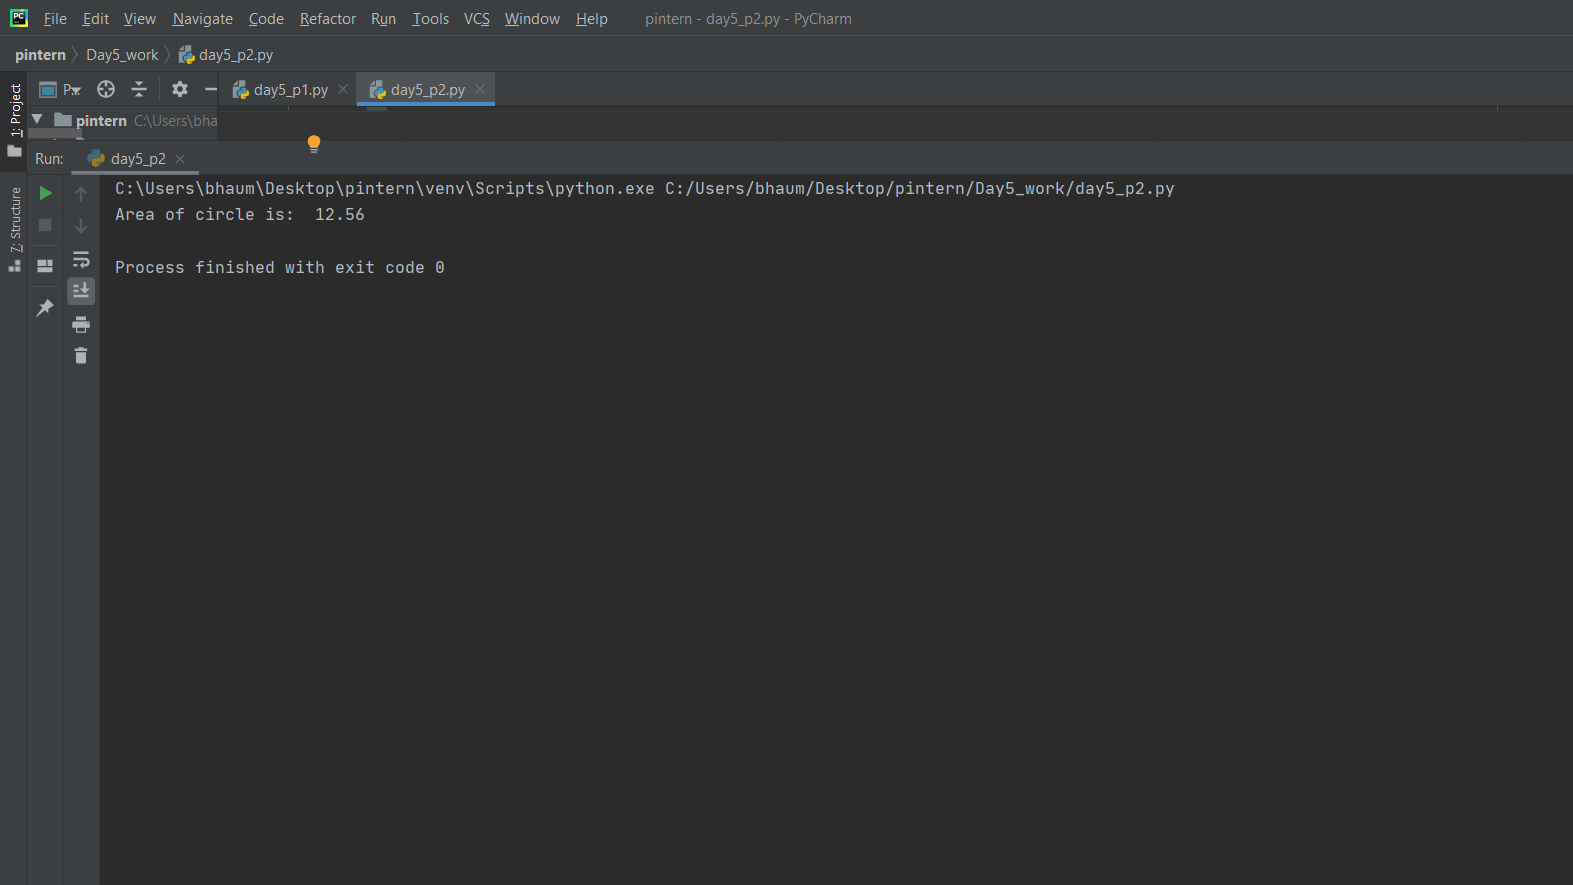 PC File Edit View Navigate Code Refactor Run Tools VCS Window Help pintern - day5_p2.py - PyCharm
pintern Day5_work day5_p2.py
1: Project
P... day5_p1.py day5_p2.py
pintern C:\Users\bha
Run: day5_p2
7: Structure
C:\Users\bhaum\Desktop\pintern\venv\Scripts\python.exe C:/Users/bhaum/Desktop/pintern/Day5_work/day5_p2.py
Area of circle is:  12.56
Process finished with exit code 0